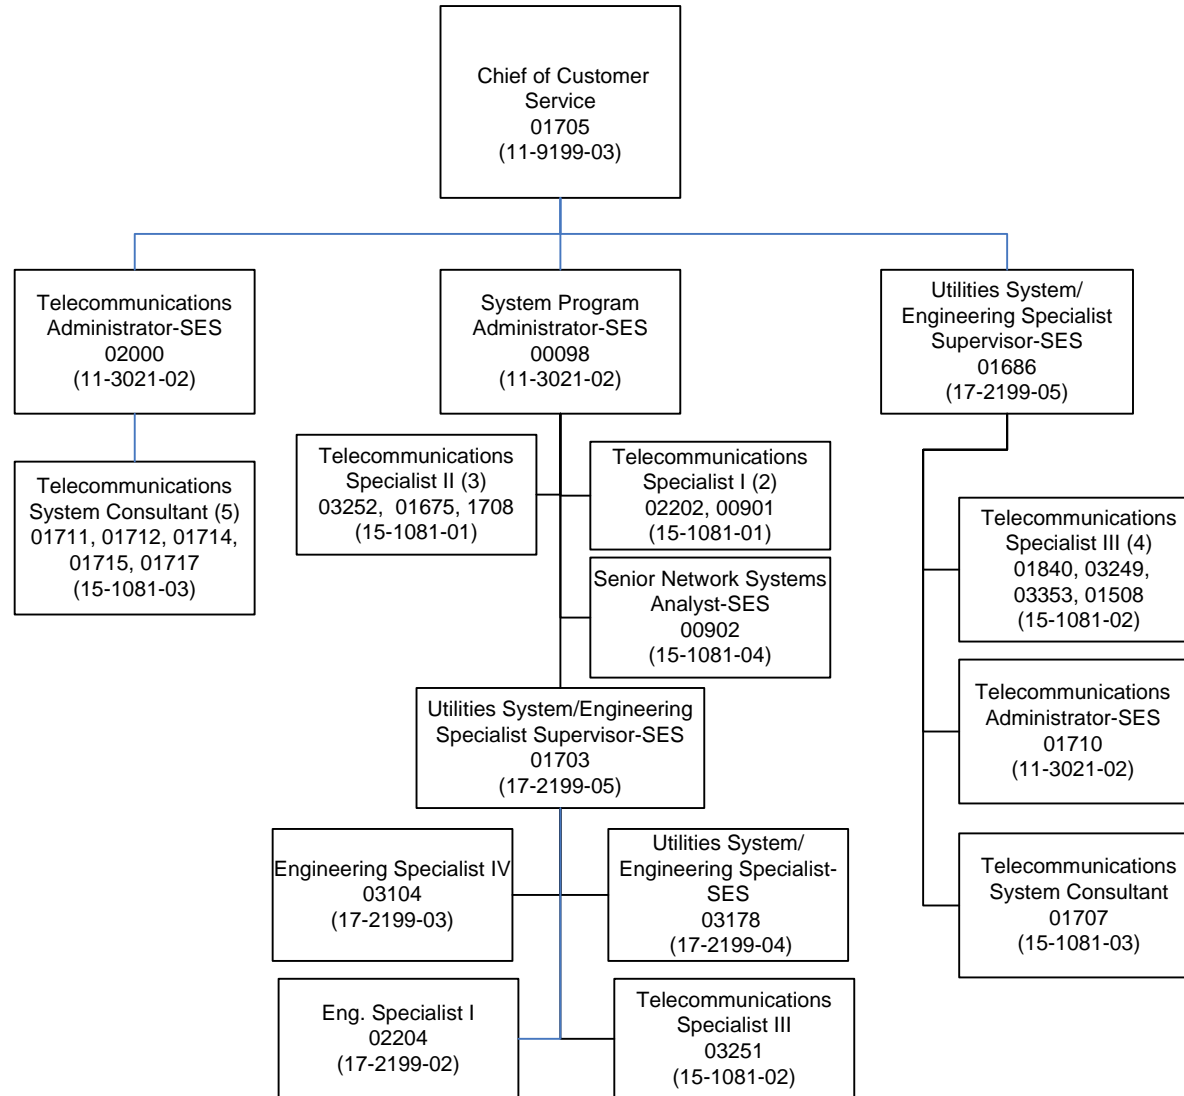 Chief of Customer
Service
01705
(11-9199-03)
Telecommunications
Administrator-SES
02000
(11-3021-02)
System Program
Administrator-SES
00098
(11-3021-02)
Utilities System/
Engineering Specialist
Supervisor-SES
01686
(17-2199-05)
Telecommunications
System Consultant (5)
01711, 01712, 01714,
01715, 01717
(15-1081-03)
Telecommunications
Specialist II (3)
03252, 01675, 1708
(15-1081-01)
Telecommunications
Specialist I (2)
02202, 00901
(15-1081-01)
Senior Network Systems
Analyst-SES
00902
(15-1081-04)
Utilities System/Engineering
Specialist Supervisor-SES
01703
(17-2199-05)
Engineering Specialist IV
03104
(17-2199-03)
Utilities System/
Engineering Specialist-
SES
03178
(17-2199-04)
Eng. Specialist I
02204
(17-2199-02)
Telecommunications
Specialist III
03251
(15-1081-02)
Telecommunications
Specialist III (4)
01840, 03249,
03353, 01508
(15-1081-02)
Telecommunications
Administrator-SES
01710
(11-3021-02)
Telecommunications
System Consultant
01707
(15-1081-03)